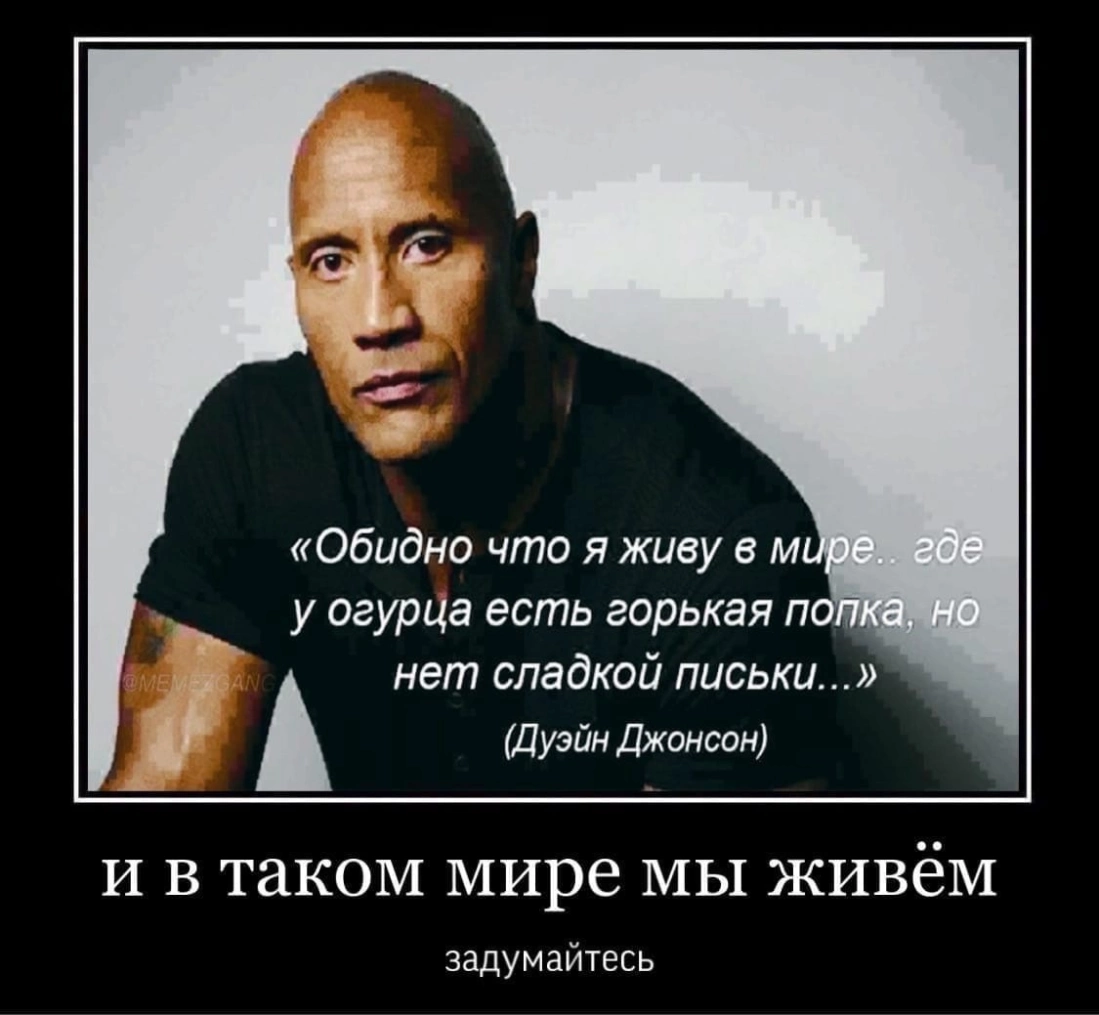 «Обидно что я живу в мире.. где
у огурца есть горькая попка, но
нет сладкой письки...»
(Дуэйн Джонсон)
@MEMEZGANG
и в таком мире мы живём
задумайтесь